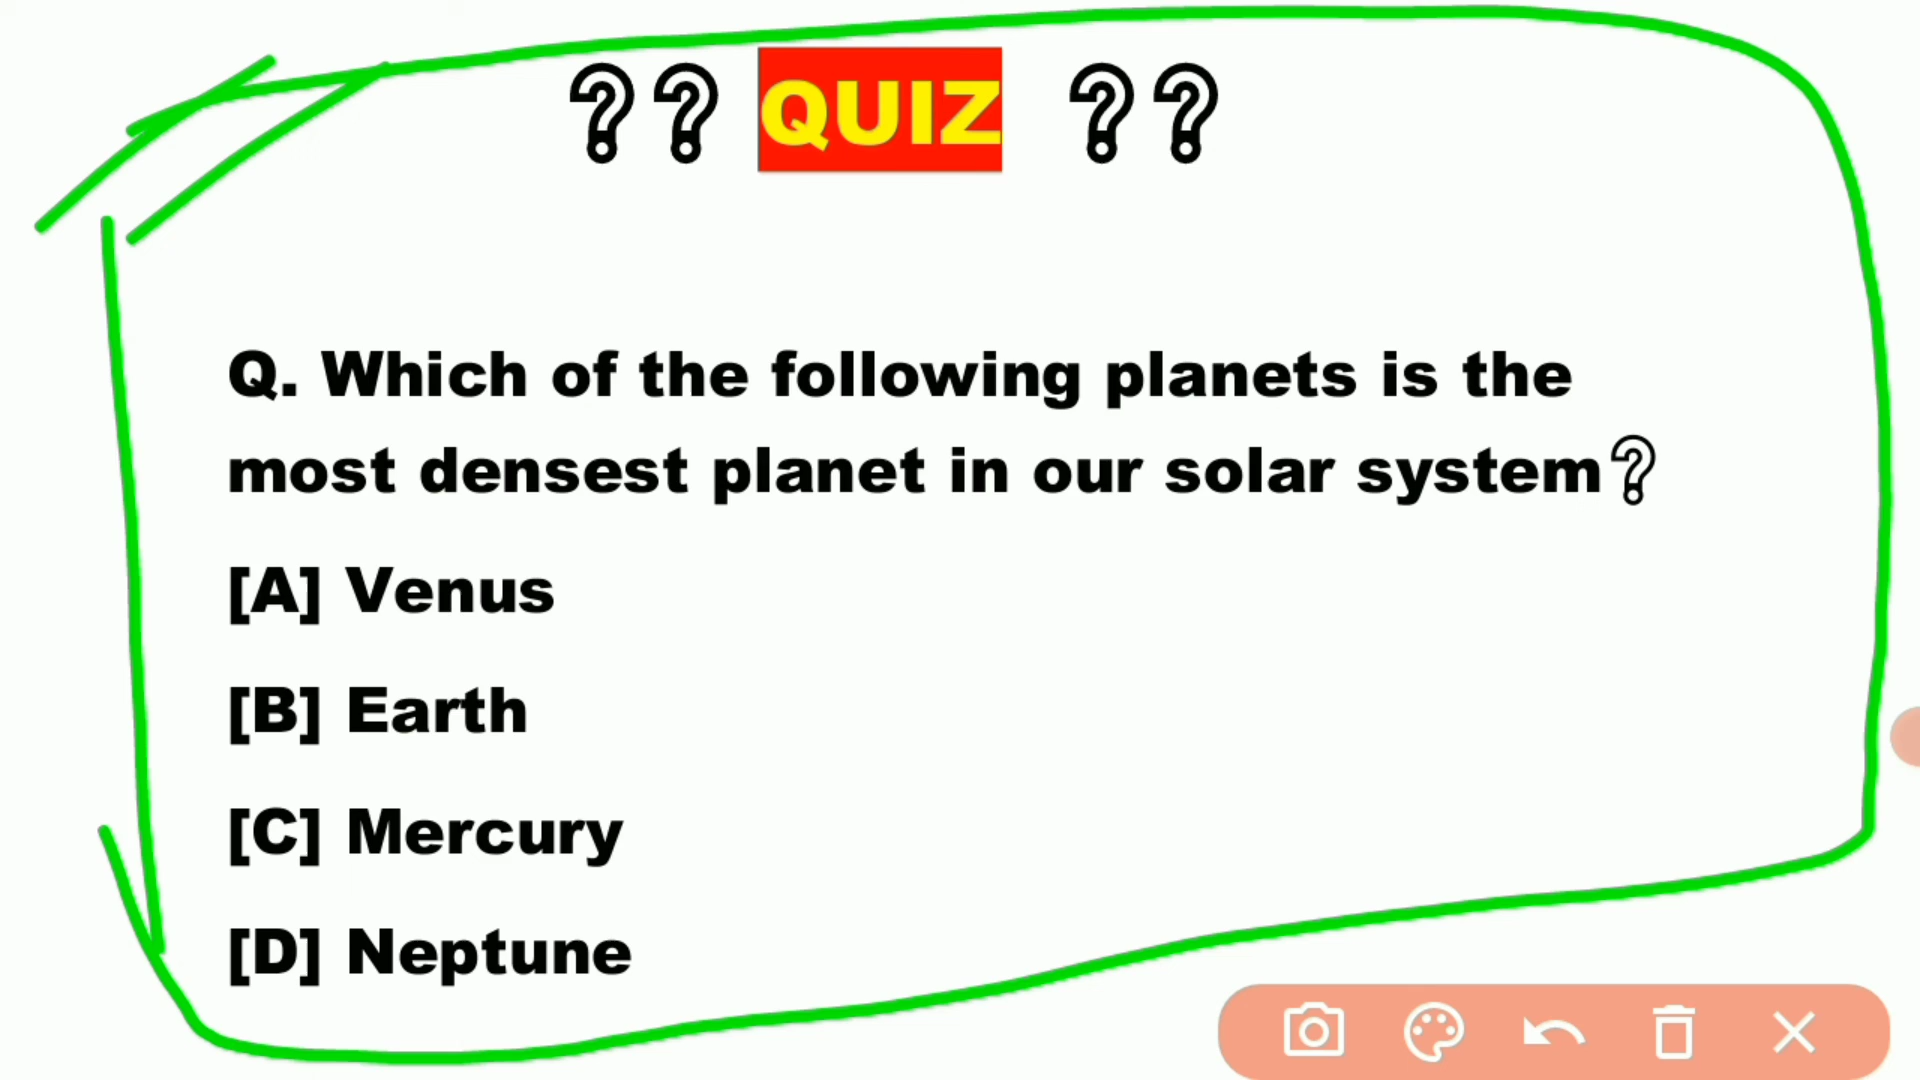 ?? QUIZ ??
Q. Which of the following planets is the
most densest planet in our solar system?
[A] Venus
[B] Earth
[C] Mercury
[D] Neptune